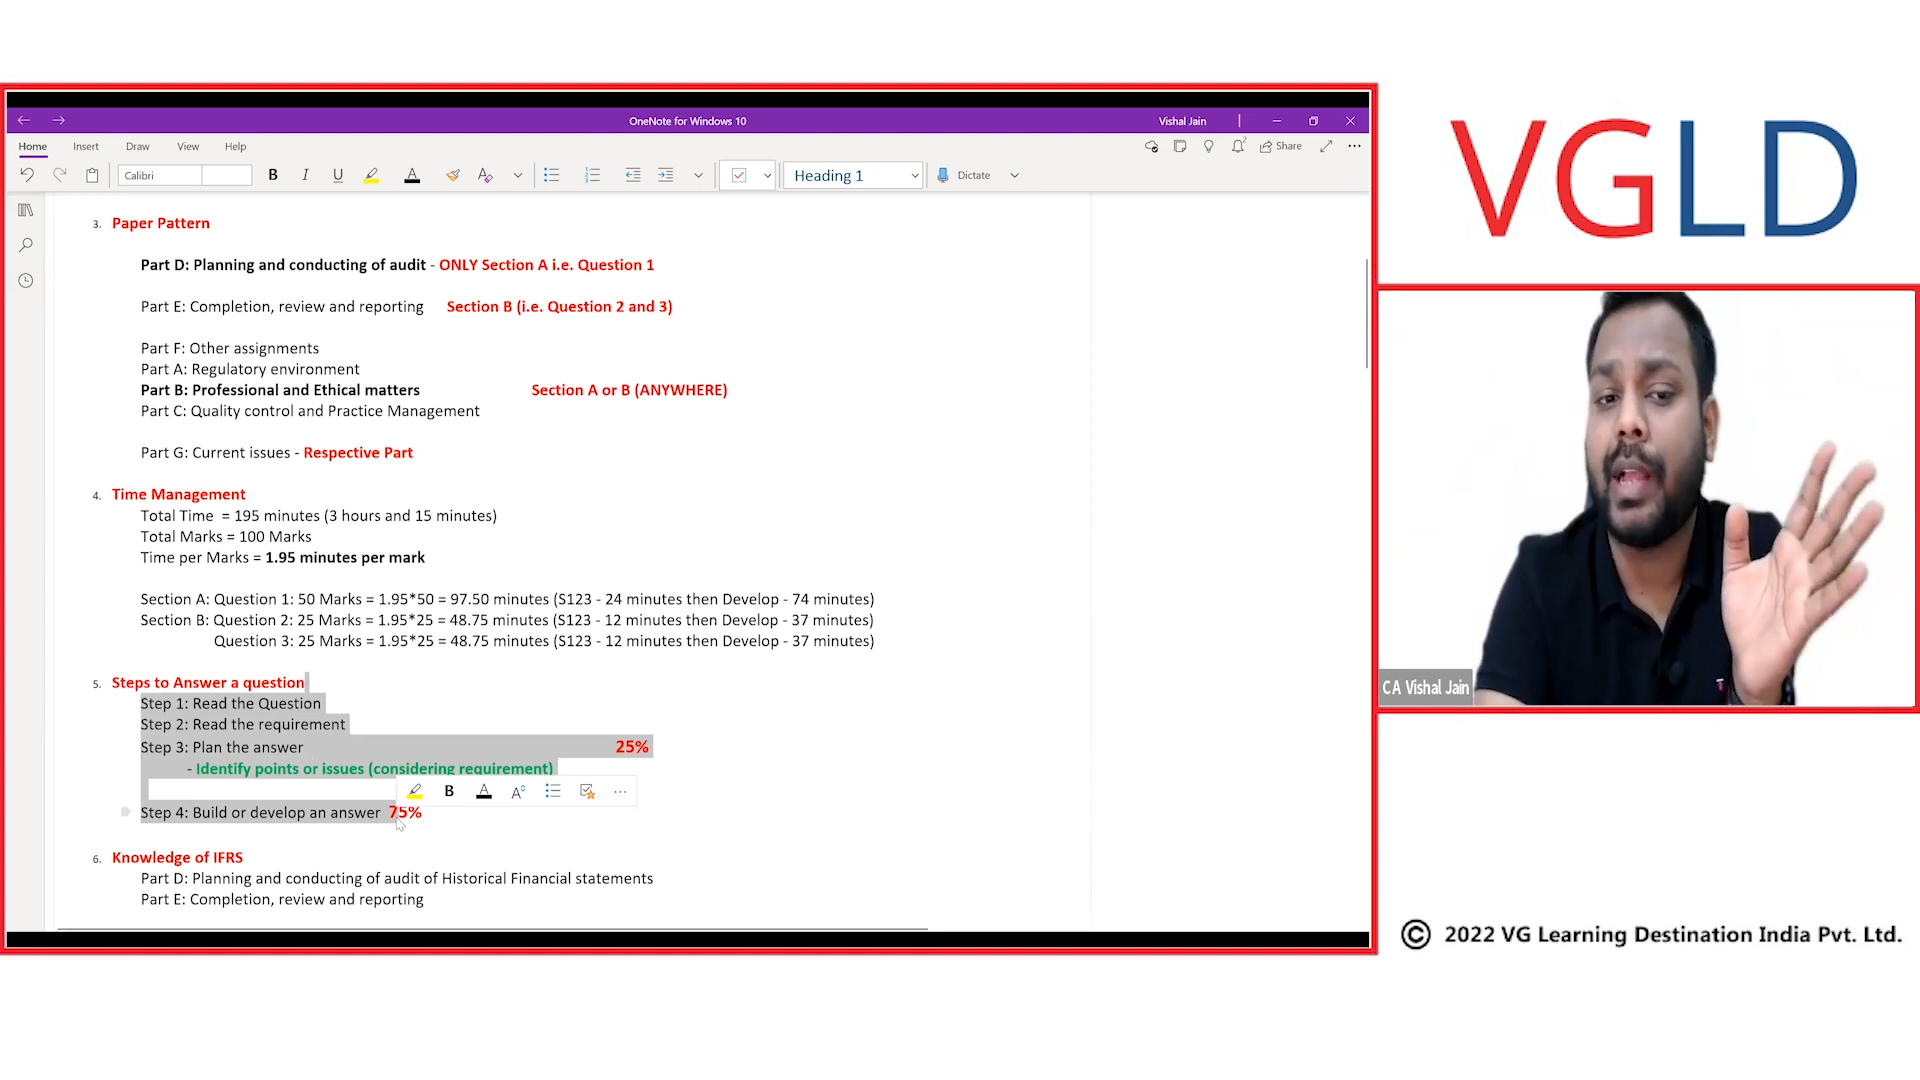 OneNote for Windows 10
Vishal Jain
Home Insert Draw View Help
Share
Calibri
B I U A
Heading 1
Dictate
3. Paper Pattern
Part D: Planning and conducting of audit - ONLY Section A i.e. Question 1
Part E: Completion, review and reporting Section B (i.e. Question 2 and 3)
Part F: Other assignments
Part A: Regulatory environment
Part B: Professional and Ethical matters Section A or B (ANYWHERE)
Part C: Quality control and Practice Management
Part G: Current issues - Respective Part
4. Time Management
Total Time = 195 minutes (3 hours and 15 minutes)
Total Marks = 100 Marks
Time per Marks = 1.95 minutes per mark
Section A: Question 1: 50 Marks = 1.95*50 = 97.50 minutes (S123 - 24 minutes then Develop - 74 minutes)
Section B: Question 2: 25 Marks = 1.95*25 = 48.75 minutes (S123 - 12 minutes then Develop - 37 minutes)
Question 3: 25 Marks = 1.95*25 = 48.75 minutes (S123 - 12 minutes then Develop - 37 minutes)
5. Steps to Answer a question
Step 1: Read the Question
Step 2: Read the requirement
Step 3: Plan the answer 25%
- Identify points or issues (considering requirement)
B A A
Step 4: Build or develop an answer 75%
6. Knowledge of IFRS
Part D: Planning and conducting of audit of Historical Financial statements
Part E: Completion, review and reporting
VGLD
CA Vishal Jain
© 2022 VG Learning Destination India Pvt. Ltd.